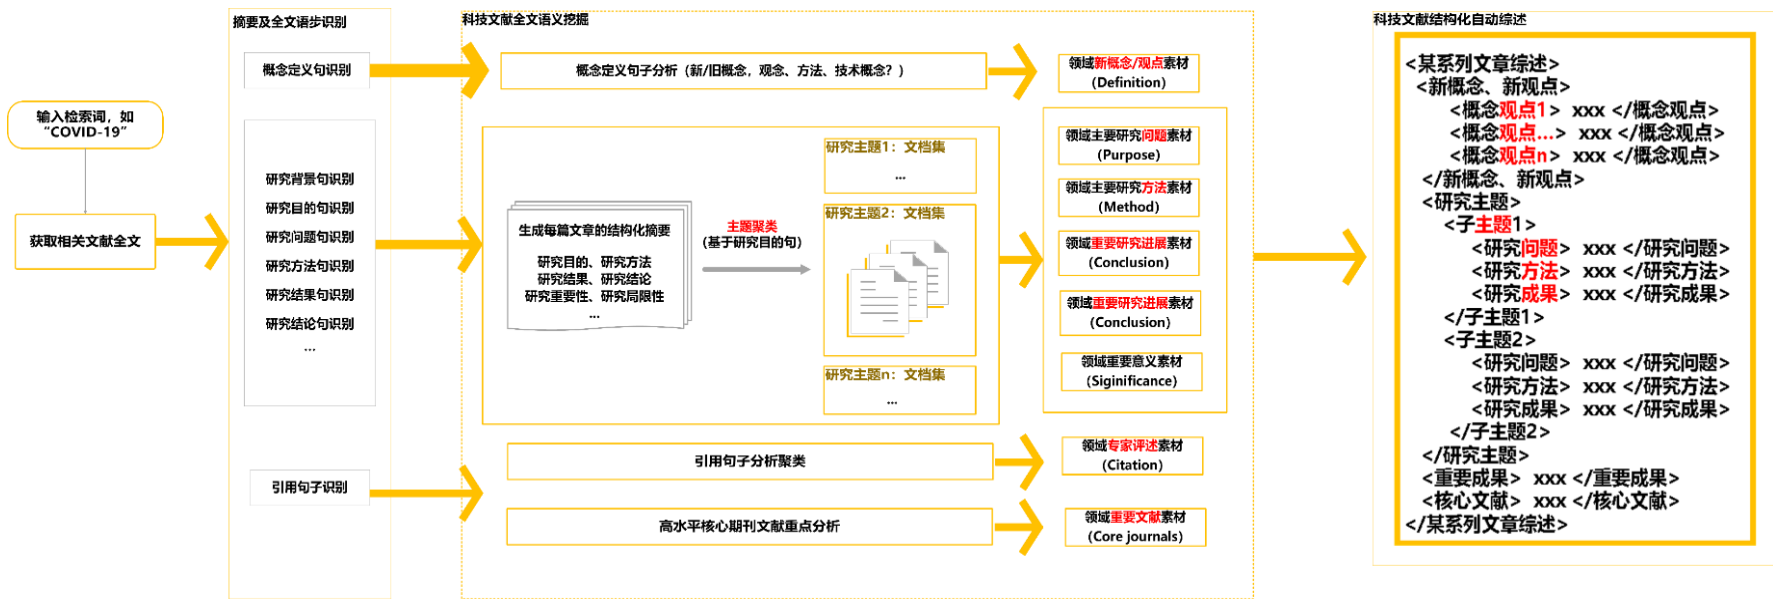 输入检索词，如
“COVID-19”
获取相关文献全文
摘要及全文语步识别
概念定义句识别
研究背景句识别
研究目的句识别
研究问题句识别
研究方法句识别
研究结果句识别
研究结论句识别
...
引用句子识别
科技文献全文语义挖掘
概念定义句子分析（新/旧概念，观念、方法、技术概念？）
生成每篇文章的结构化摘要
研究目的、研究方法
研究结果、研究结论
研究重要性、研究局限性
...
主题聚类
（基于研究目的句）
研究主题1：文档集
...
研究主题2：文档集
研究主题n：文档集
...
引用句子分析聚类
高水平核心期刊文献重点分析
领域新概念/观点素材
（Definition）
领域主要研究问题素材
（Purpose）
领域主要研究方法素材
（Method）
领域重要研究进展素材
（Conclusion）
领域重要研究进展素材
（Conclusion）
领域重要意义素材
（Siginificance）
领域专家评述素材
（Citation）
领域重要文献素材
（Core journals）
科技文献结构化自动综述
<某系列文章综述>
<新概念、新观点>
<概念观点1> xxx </概念观点>
<概念观点...> xxx </概念观点>
<概念观点n> xxx </概念观点>
</新概念、新观点>
<研究主题>
<子主题1>
<研究问题> xxx </研究问题>
<研究方法> xxx </研究方法>
<研究成果> xxx </研究成果>
</子主题1>
<子主题2>
<研究问题> xxx </研究问题>
<研究方法> xxx </研究方法>
<研究成果> xxx </研究成果>
</子主题2>
</研究主题>
<重要成果> xxx </重要成果>
<核心文献> xxx </核心文献>
</某系列文章综述>